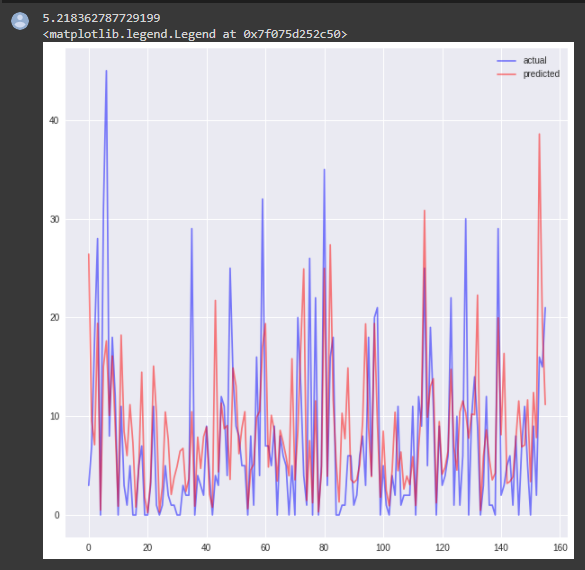 5.218362787729199
<matplotlib.legend.Legend at 0x7f075d252c50>
actual
predicted
40
30
20
10
0
0 20 40 60 80 100 120 140 160